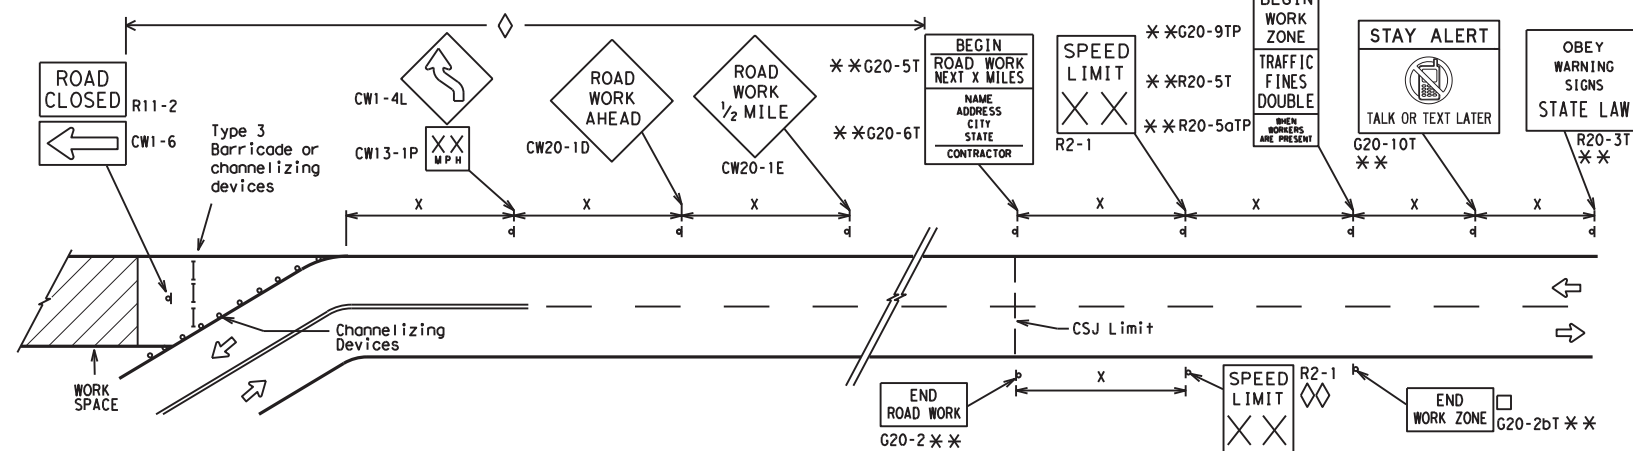 ROAD
CLOSED
R11-2
CW1-6
Type 3
Barricade or
channelizing
devices
CW1-4L
XX
MPH
CW13-1P
ROAD
WORK
AHEAD
CW20-1D
ROAD
WORK
1/2 MILE
CW20-1E
**G20-5T
**G20-6T
BEGIN
ROAD WORK
NEXT X MILES
NAME
ADDRESS
CITY
STATE
CONTRACTOR
SPEED
LIMIT
XX
R2-1
**G20-9TP
**R20-5T
**R20-5aTP
BEGIN
WORK
ZONE
TRAFFIC
FINES
DOUBLE
WHEN
WORKERS
ARE PRESENT
STAY ALERT
TALK OR TEXT LATER
G20-10T
**
OBEY
WARNING
SIGNS
STATE LAW
R20-3T
**
X
X
X
X
X
X
X
Channelizing
Devices
WORK
SPACE
CSJ Limit
X
END
ROAD WORK
G20-2**
SPEED
LIMIT
XX
R2-1
END
WORK ZONE
G20-2bT**